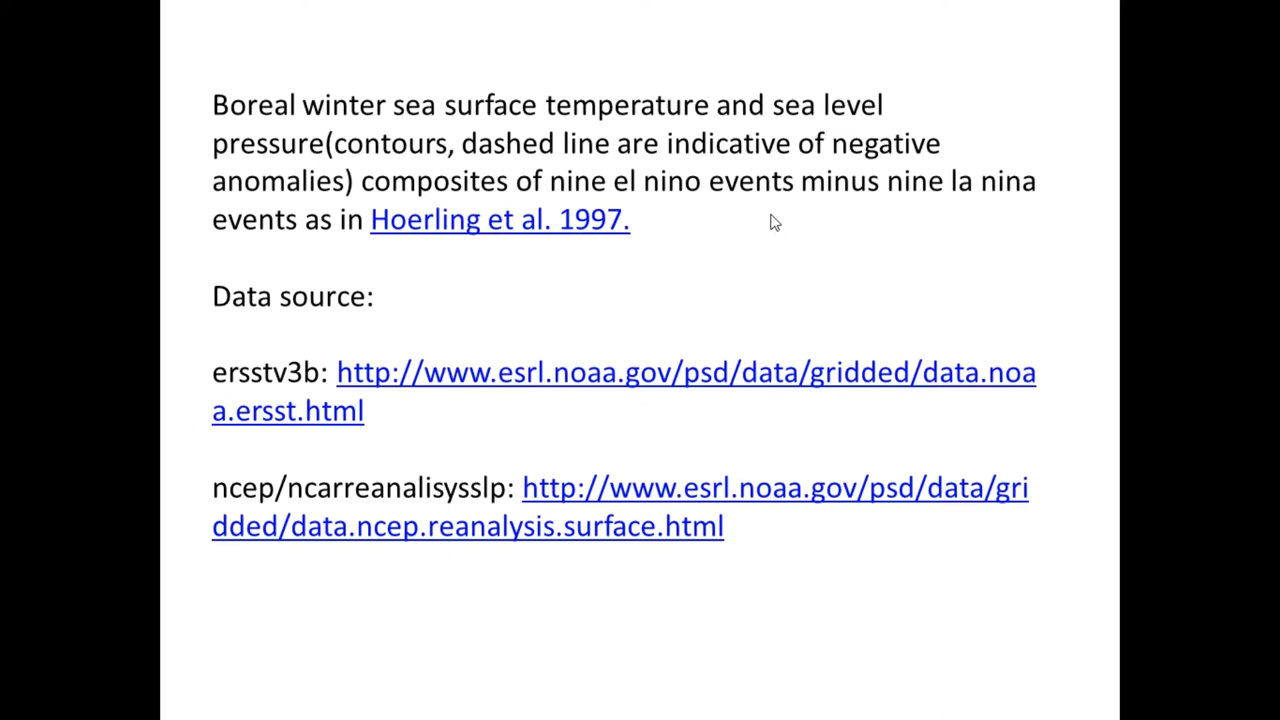 Boreal winter sea surface temperature and sea level
pressure(contours, dashed line are indicative of negative
anomalies) composites of nine el nino events minus nine la nina
events as in Hoerling et al. 1997.
Data source:
ersstv3b: http://www.esrl.noaa.gov/psd/data/gridded/data.noa
a.ersst.html
ncep/ncarreanalisysslp: http://www.esrl.noaa.gov/psd/data/gri
dded/data.ncep.reanalysis.surface.html